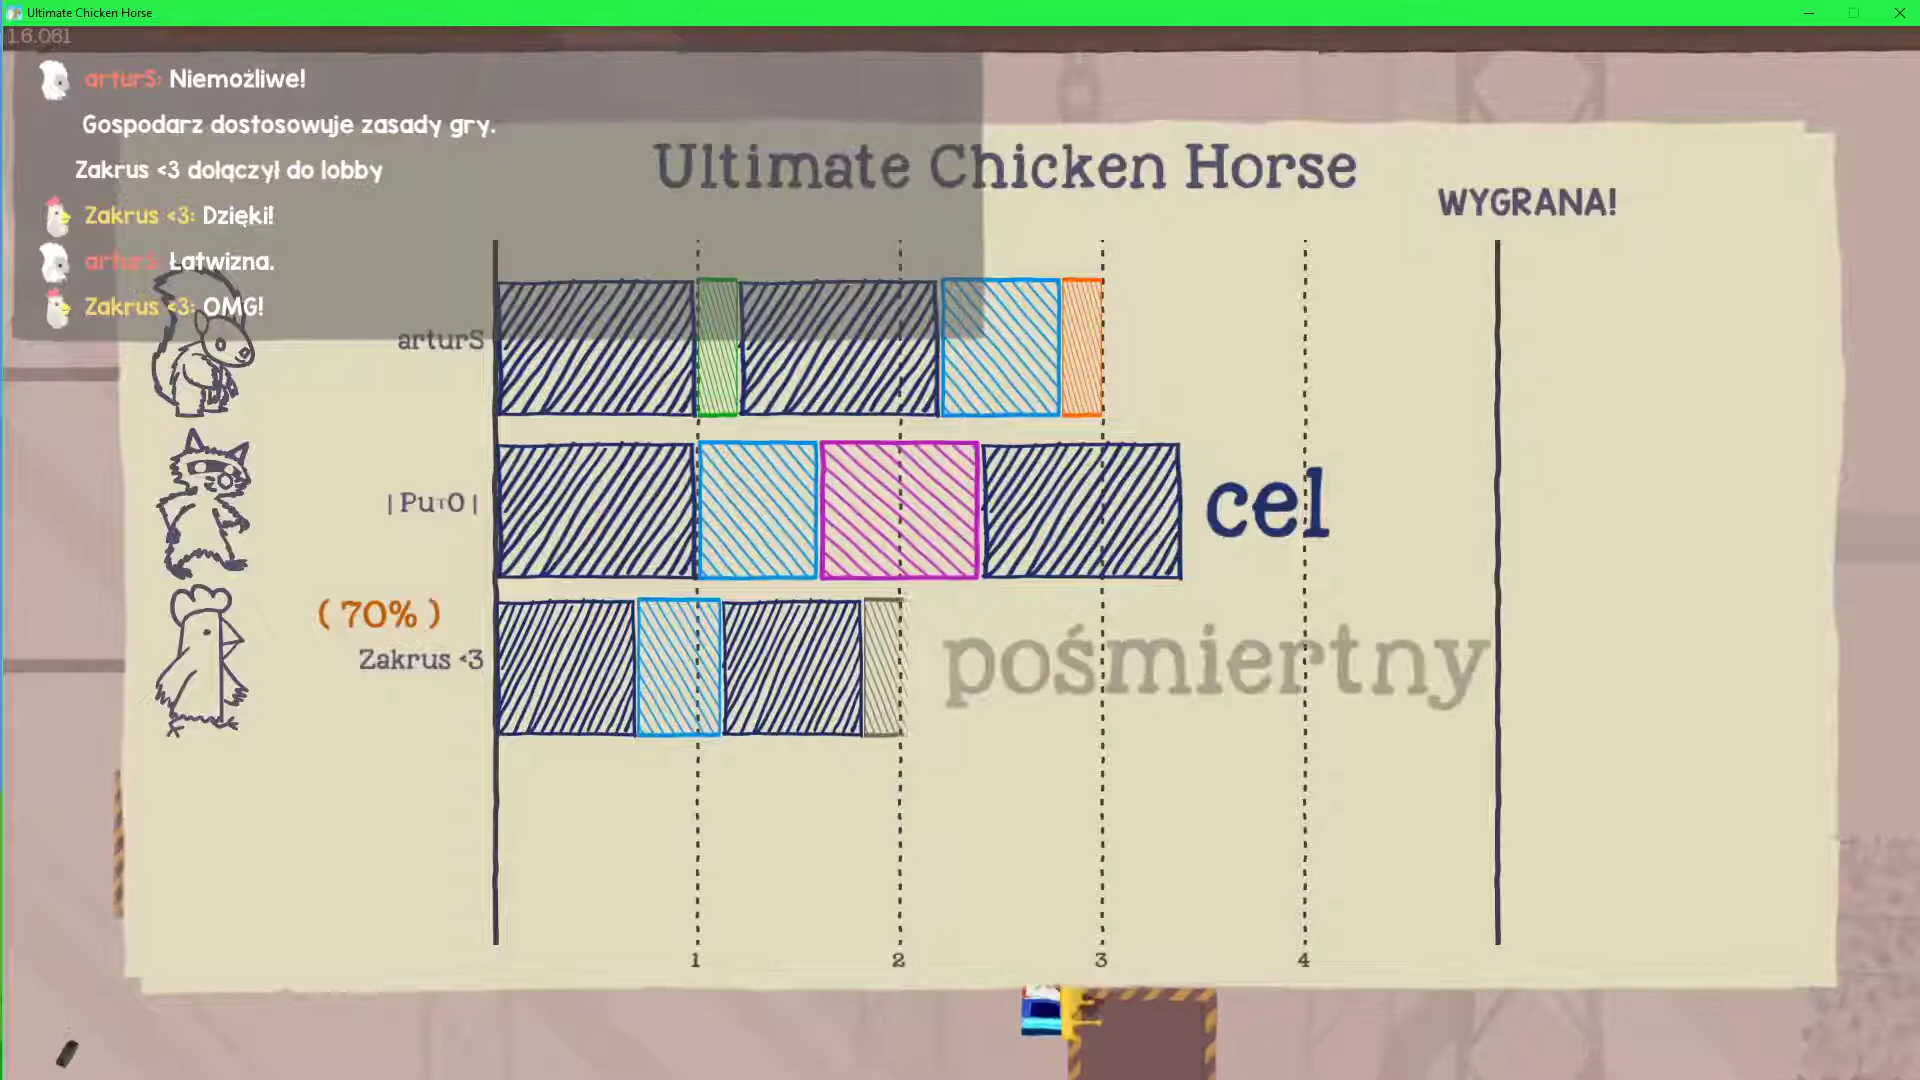 Ultimate Chicken Horse
1.6.061
arturS: Niemożliwe!
Gospodarz dostosowuje zasady gry.
Zakrus <3 dołączył do lobby
Zakrus <3: Dzięki!
arturS: Łatwizna.
Zakrus <3: OMG!
Ultimate Chicken Horse
WYGRANA!
arturS
| PuTO |
cel
( 70% )
Zakrus <3
pośmiertny
1 2 3 4